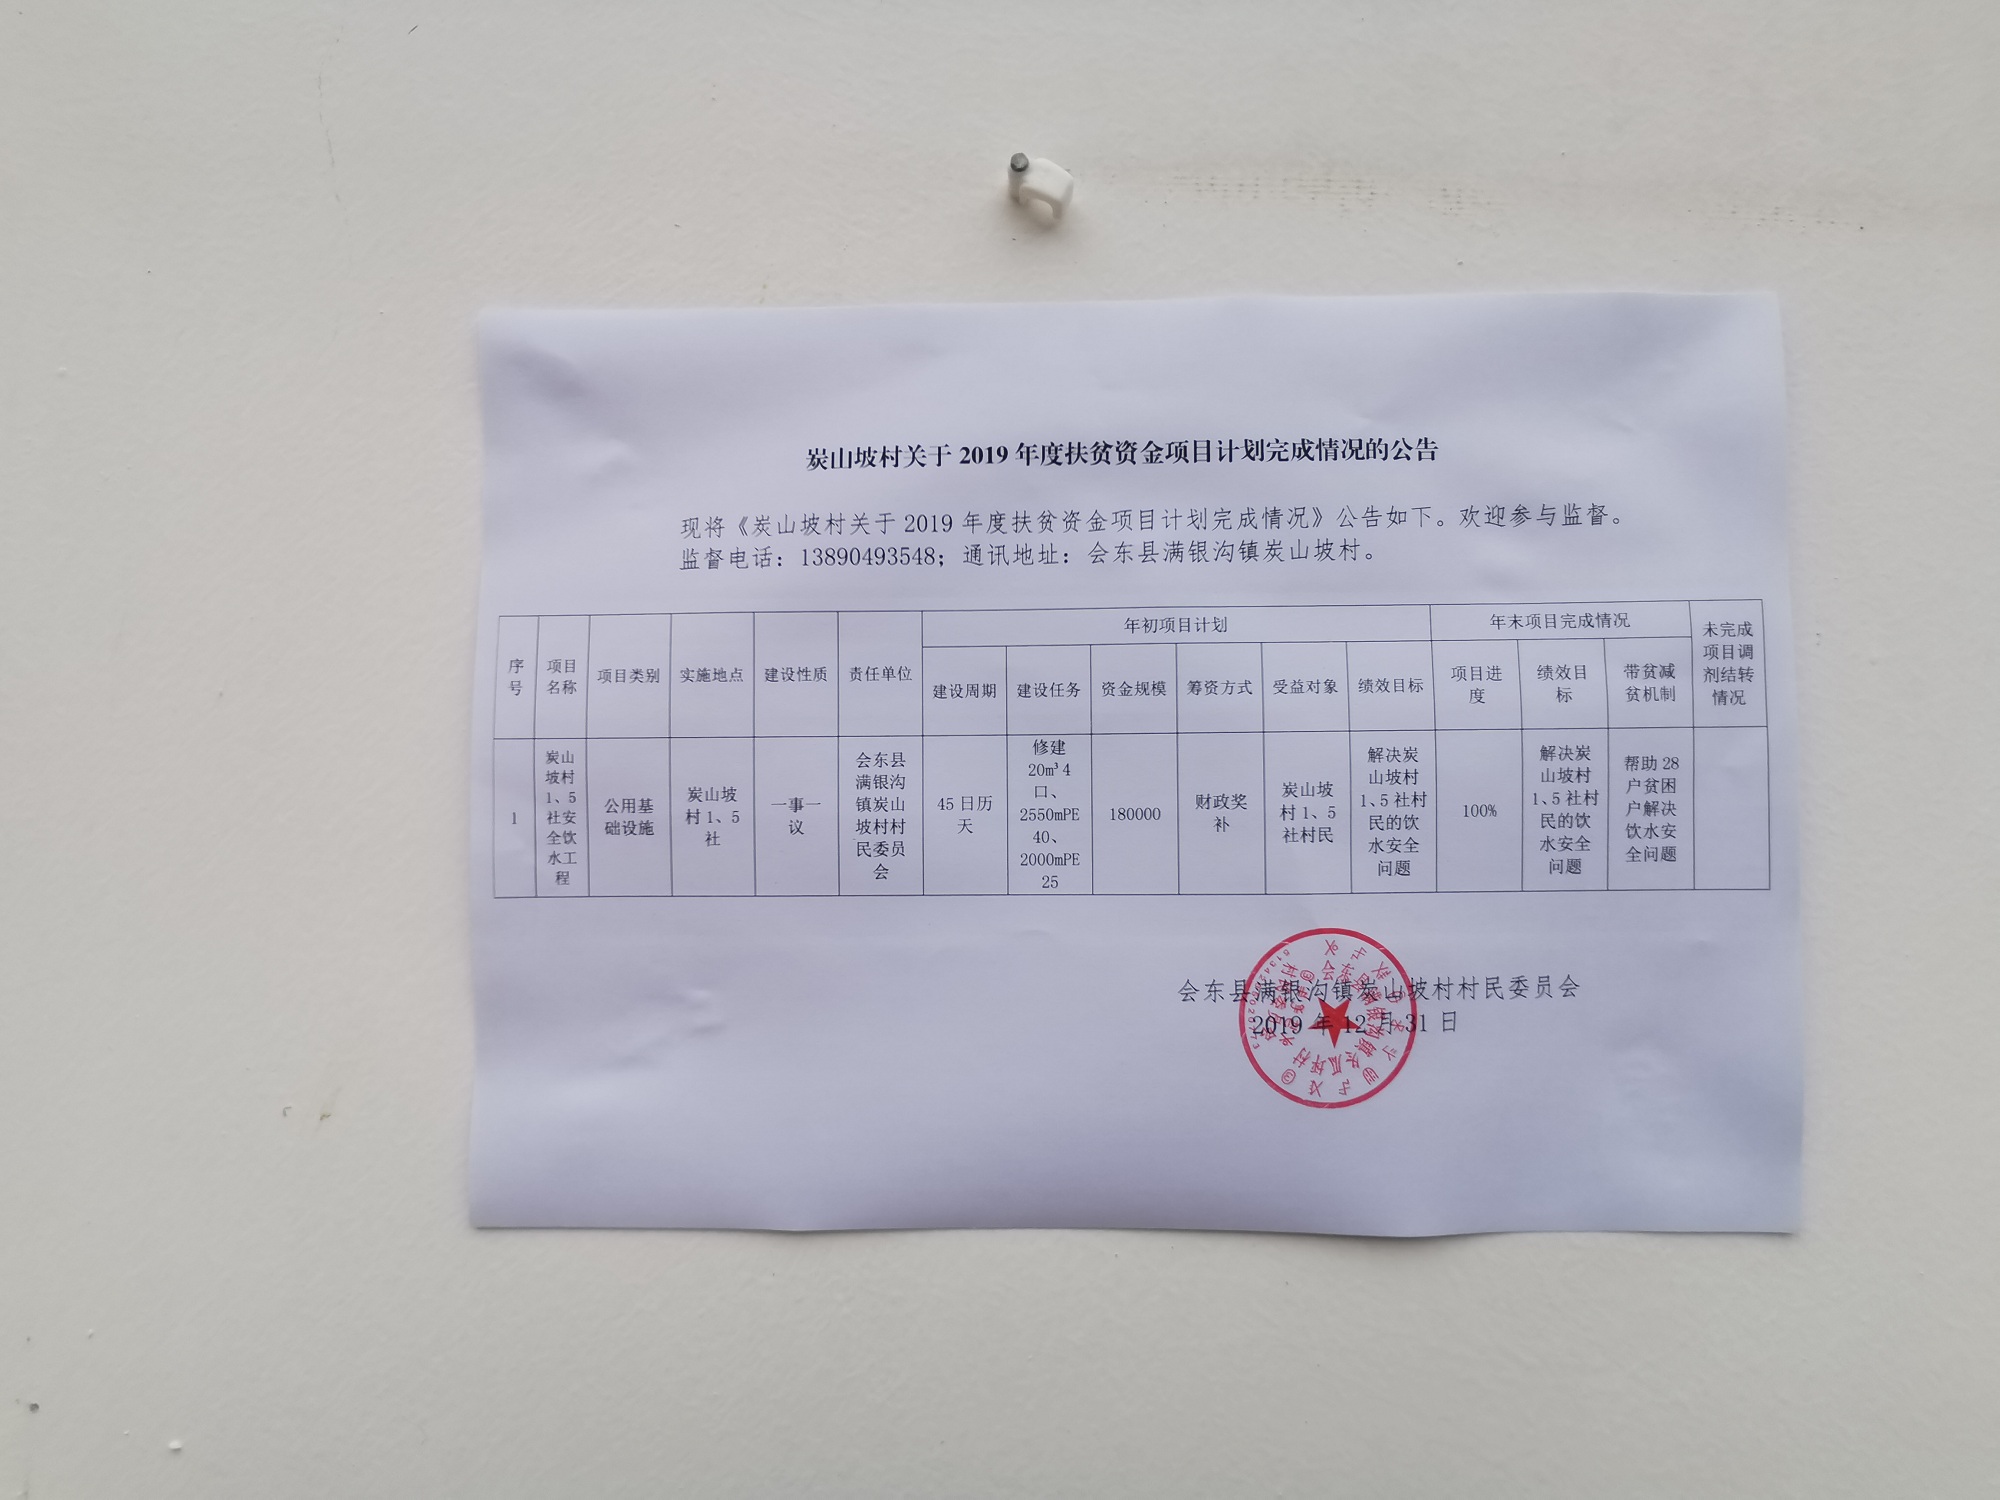 炭山坡村关于 2019 年度扶贫资金项目计划完成情况的公告
现将《炭山坡村关于 2019 年度扶贫资金项目计划完成情况》公告如下。欢迎参与监督。
监督电话：13890493548；通讯地址：会东县满银沟镇炭山坡村。
序号 项目名称 项目类别 实施地点 建设性质 责任单位 年初项目计划 年末项目完成情况 未完成项目调剂结转情况
建设周期 建设任务 资金规模 筹资方式 受益对象 绩效目标 项目进度 绩效目标 带贫减贫机制
1 炭山坡村1、5社安全饮水工程 公用基础设施 炭山坡村1、5社 一事一议 会东县满银沟镇炭山坡村村民委员会 45日历天 修建20m³4口、2550mPE40、2000mPE25 180000 财政奖补 炭山坡村1、5社村民 解决炭山坡村1、5社村民的饮水安全问题 100% 解决炭山坡村1、5社村民的饮水安全问题 帮助28户贫困户解决饮水安全问题
会东县满银沟镇炭山坡村村民委员会
2019 年 12 月 31 日